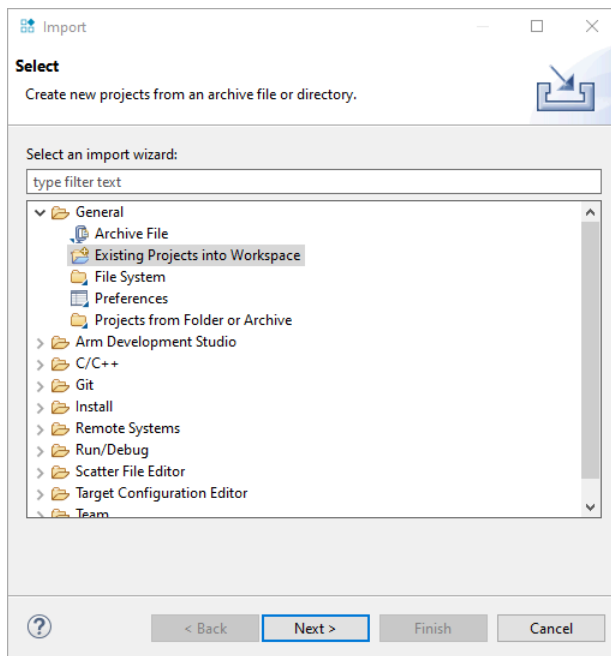 Import
Select
Create new projects from an archive file or directory.
Select an import wizard:
type filter text
General
Archive File
Existing Projects into Workspace
File System
Preferences
Projects from Folder or Archive
Arm Development Studio
C/C++
Git
Install
Remote Systems
Run/Debug
Scatter File Editor
Target Configuration Editor
Team
?
< Back Next > Finish Cancel